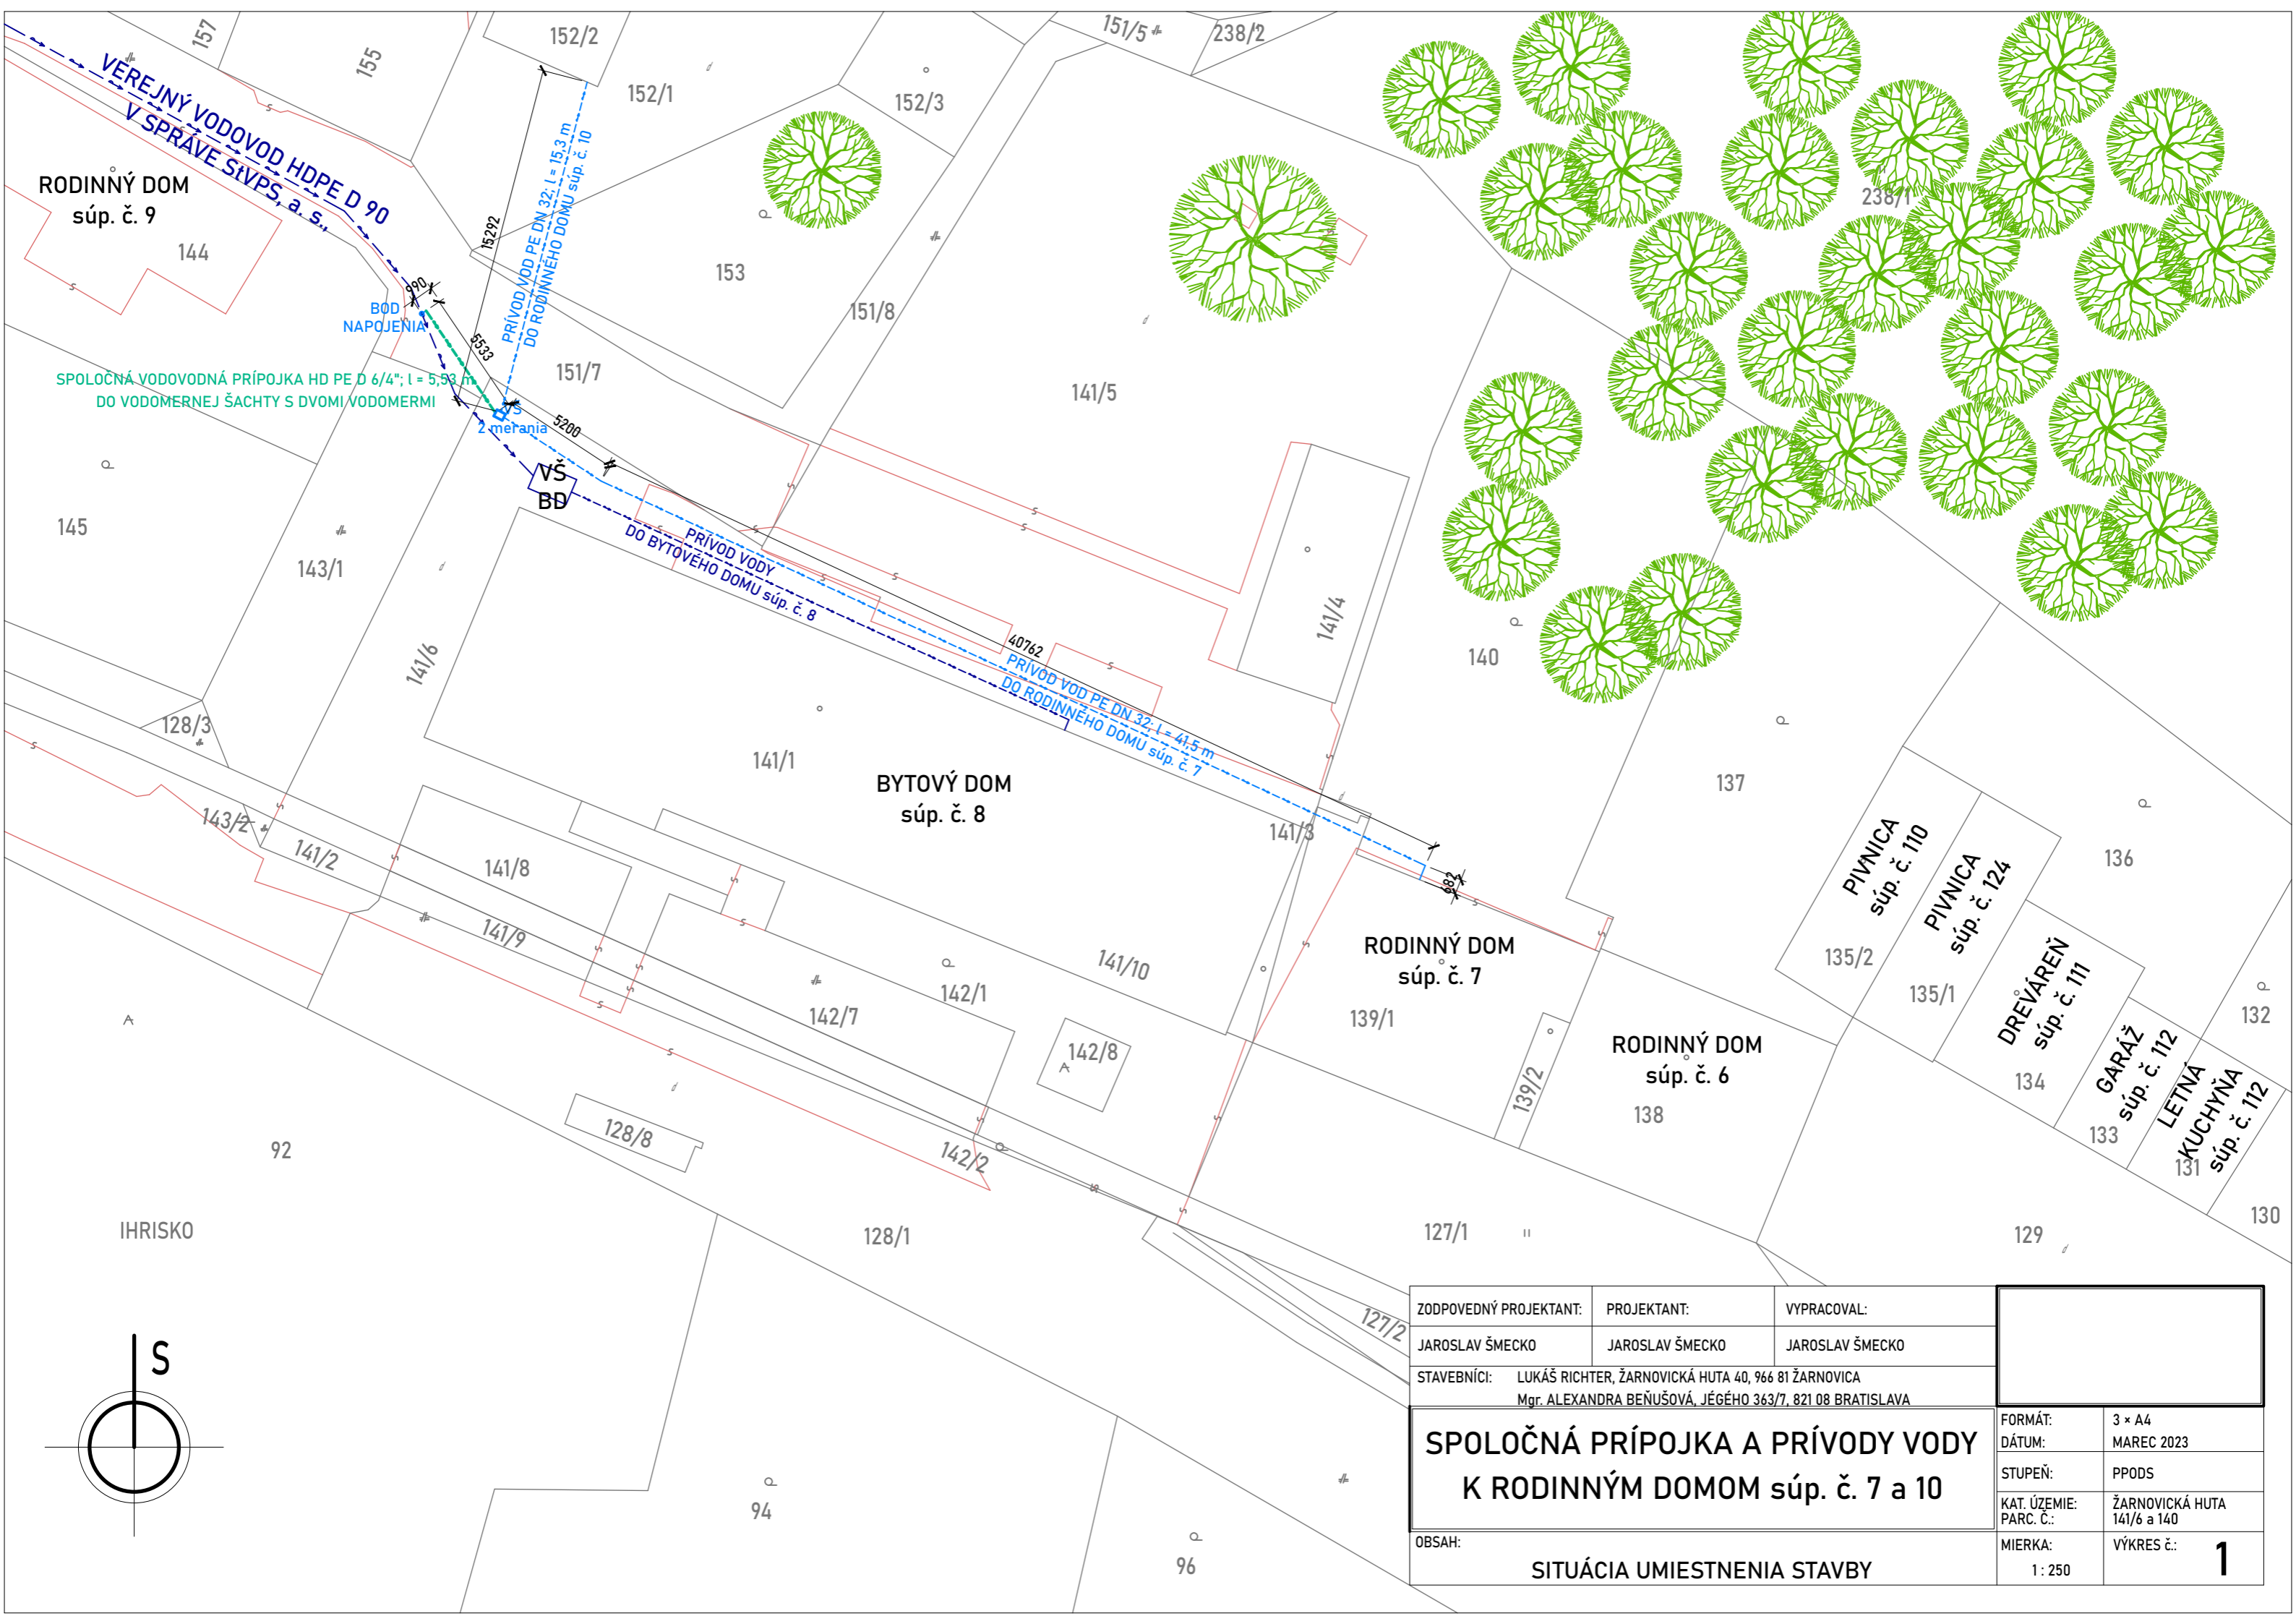 157
155
152/2
152/1
152/3
151/5
238/2
238/1
VEREJNÝ VODOVOD HDPE D 90
V SPRÁVE StVPS, a. s.,
RODINNÝ DOM
súp. č. 9
144
15292
PRÍVOD VOD PE DN 32; l = 15,3 m
DO RODINNÉHO DOMU súp. č. 10
153
151/8
990
BOD
NAPOJENIA
5533
SPOLOČNÁ VODOVODNÁ PRÍPOJKA HD PE D 6/4"; l = 5,53 m
DO VODOMERNEJ ŠACHTY S DVOMI VODOMERMI
151/7
141/5
VŠ
2 merania
5200
VŠ
BD
145
143/1
PRÍVOD VODY
DO BYTOVÉHO DOMU súp. č. 8
141/4
140
141/6
40762
PRÍVOD VOD PE DN 32; l = 41,5 m
DO RODINNÉHO DOMU súp. č. 7
128/3
141/1
BYTOVÝ DOM
súp. č. 8
137
143/2
141/2
141/8
141/3
682
136
PIVNICA
súp. č. 110
PIVNICA
súp. č. 124
141/9
141/10
RODINNÝ DOM
súp. č. 7
135/2
135/1
DREVÁREŇ
súp. č. 111
142/1
142/7
139/1
132
142/8
RODINNÝ DOM
súp. č. 6
134
GARÁŽ
súp. č. 112
LETNÁ
KUCHYŇA
súp. č. 112
139/2
138
133
131
92
128/8
142/2
IHRISKO
128/1
127/1
129
130
127/2
S
94
96
ZODPOVEDNÝ PROJEKTANT: PROJEKTANT: VYPRACOVAL:
JAROSLAV ŠMECKO JAROSLAV ŠMECKO JAROSLAV ŠMECKO
STAVEBNÍCI: LUKÁŠ RICHTER, ŽARNOVICKÁ HUTA 40, 966 81 ŽARNOVICA
Mgr. ALEXANDRA BEŇUŠOVÁ, JÉGÉHO 363/7, 821 08 BRATISLAVA
SPOLOČNÁ PRÍPOJKA A PRÍVODY VODY
K RODINNÝM DOMOM súp. č. 7 a 10
FORMÁT: 3 × A4
DÁTUM: MAREC 2023
STUPEŇ: PPODS
KAT. ÚZEMIE: ŽARNOVICKÁ HUTA
PARC. Č.: 141/6 a 140
OBSAH:
SITUÁCIA UMIESTNENIA STAVBY
MIERKA:
1 : 250
VÝKRES č.: 1